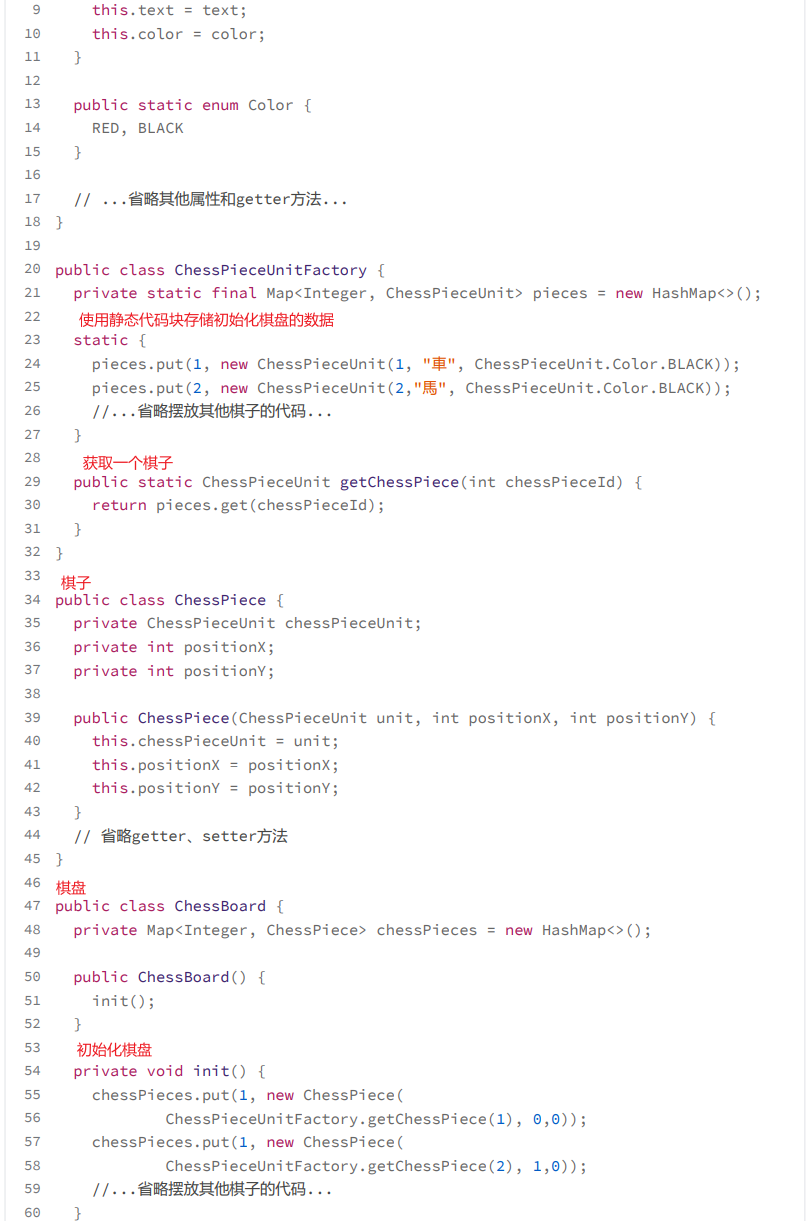 9 this.text = text;
10 this.color = color;
11 }
12
13 public static enum Color {
14 RED, BLACK
15 }
16
17 // ...省略其他属性和getter方法...
18 }
19
20 public class ChessPieceUnitFactory {
21 private static final Map<Integer, ChessPieceUnit> pieces = new HashMap<>();
22 使用静态代码块存储初始化棋盘的数据
23 static {
24 pieces.put(1, new ChessPieceUnit(1, "車", ChessPieceUnit.Color.BLACK));
25 pieces.put(2, new ChessPieceUnit(2,"馬", ChessPieceUnit.Color.BLACK));
26 //...省略摆放其他棋子的代码...
27 }
28 获取一个棋子
29 public static ChessPieceUnit getChessPiece(int chessPieceId) {
30 return pieces.get(chessPieceId);
31 }
32 }
33 棋子
34 public class ChessPiece {
35 private ChessPieceUnit chessPieceUnit;
36 private int positionX;
37 private int positionY;
38
39 public ChessPiece(ChessPieceUnit unit, int positionX, int positionY) {
40 this.chessPieceUnit = unit;
41 this.positionX = positionX;
42 this.positionY = positionY;
43 }
44 // 省略getter、setter方法
45 }
46 棋盘
47 public class ChessBoard {
48 private Map<Integer, ChessPiece> chessPieces = new HashMap<>();
49
50 public ChessBoard() {
51 init();
52 }
53 初始化棋盘
54 private void init() {
55 chessPieces.put(1, new ChessPiece(
56 ChessPieceUnitFactory.getChessPiece(1), 0,0));
57 chessPieces.put(1, new ChessPiece(
58 ChessPieceUnitFactory.getChessPiece(2), 1,0));
59 //...省略摆放其他棋子的代码...
60 }